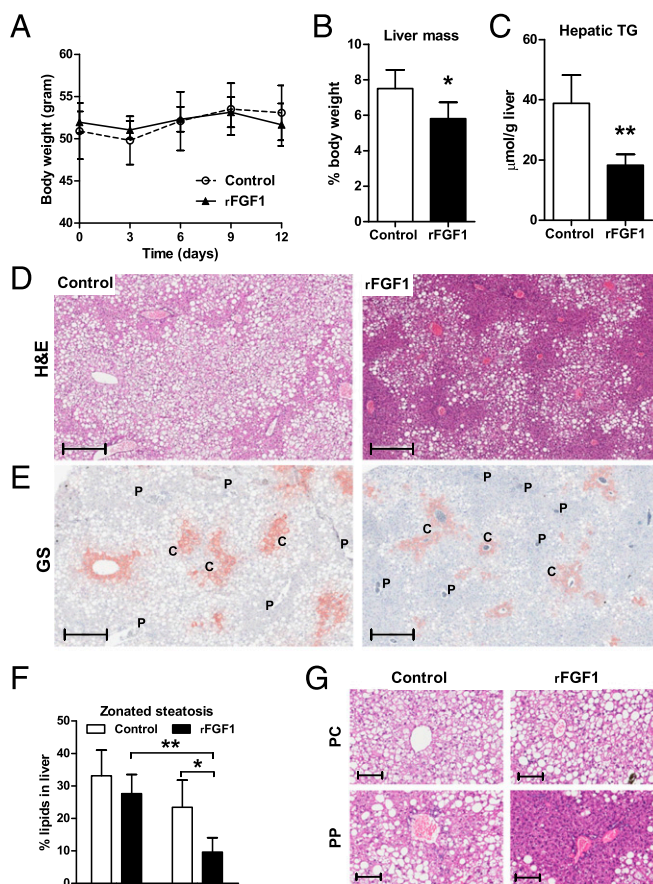 A
Body weight (gram)
60
55
50
45
40
0 3 6 9 12
Time (days)
Control
rFGF1
B
Liver mass
% body weight
10
8
6
4
2
0
*
Control rFGF1
C
Hepatic TG
μmol/g liver
60
40
20
0
**
Control rFGF1
D
Control
rFGF1
H&E
E
GS
P P P P P
C C C
P P P P P P
C C C
F
Zonated steatosis
Control rFGF1
% lipids in liver
50
40
30
20
10
0
**
*
G
Control rFGF1
PC
PP